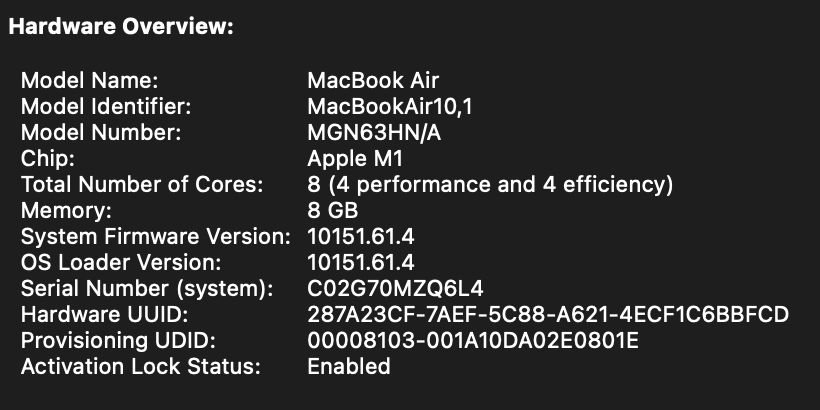 Hardware Overview:
Model Name: MacBook Air
Model Identifier: MacBookAir10,1
Model Number: MGN63HN/A
Chip: Apple M1
Total Number of Cores: 8 (4 performance and 4 efficiency)
Memory: 8 GB
System Firmware Version: 10151.61.4
OS Loader Version: 10151.61.4
Serial Number (system): C02G70MZQ6L4
Hardware UUID: 287A23CF-7AEF-5C88-A621-4ECF1C6BBFCD
Provisioning UDID: 00008103-001A10DA02E0801E
Activation Lock Status: Enabled